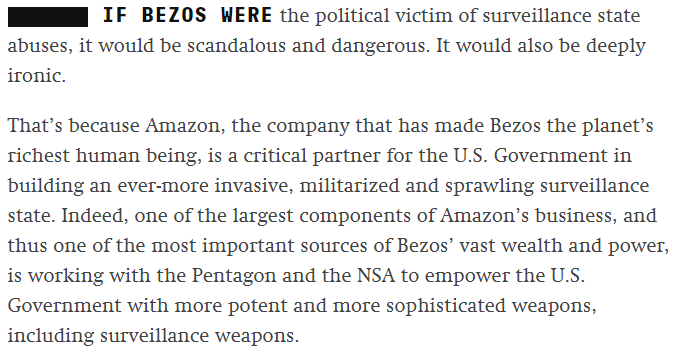 IF BEZOS WERE the political victim of surveillance state
abuses, it would be scandalous and dangerous. It would also be deeply
ironic.
That’s because Amazon, the company that has made Bezos the planet’s
richest human being, is a critical partner for the U.S. Government in
building an ever-more invasive, militarized and sprawling surveillance
state. Indeed, one of the largest components of Amazon’s business, and
thus one of the most important sources of Bezos’ vast wealth and power,
is working with the Pentagon and the NSA to empower the U.S.
Government with more potent and more sophisticated weapons,
including surveillance weapons.